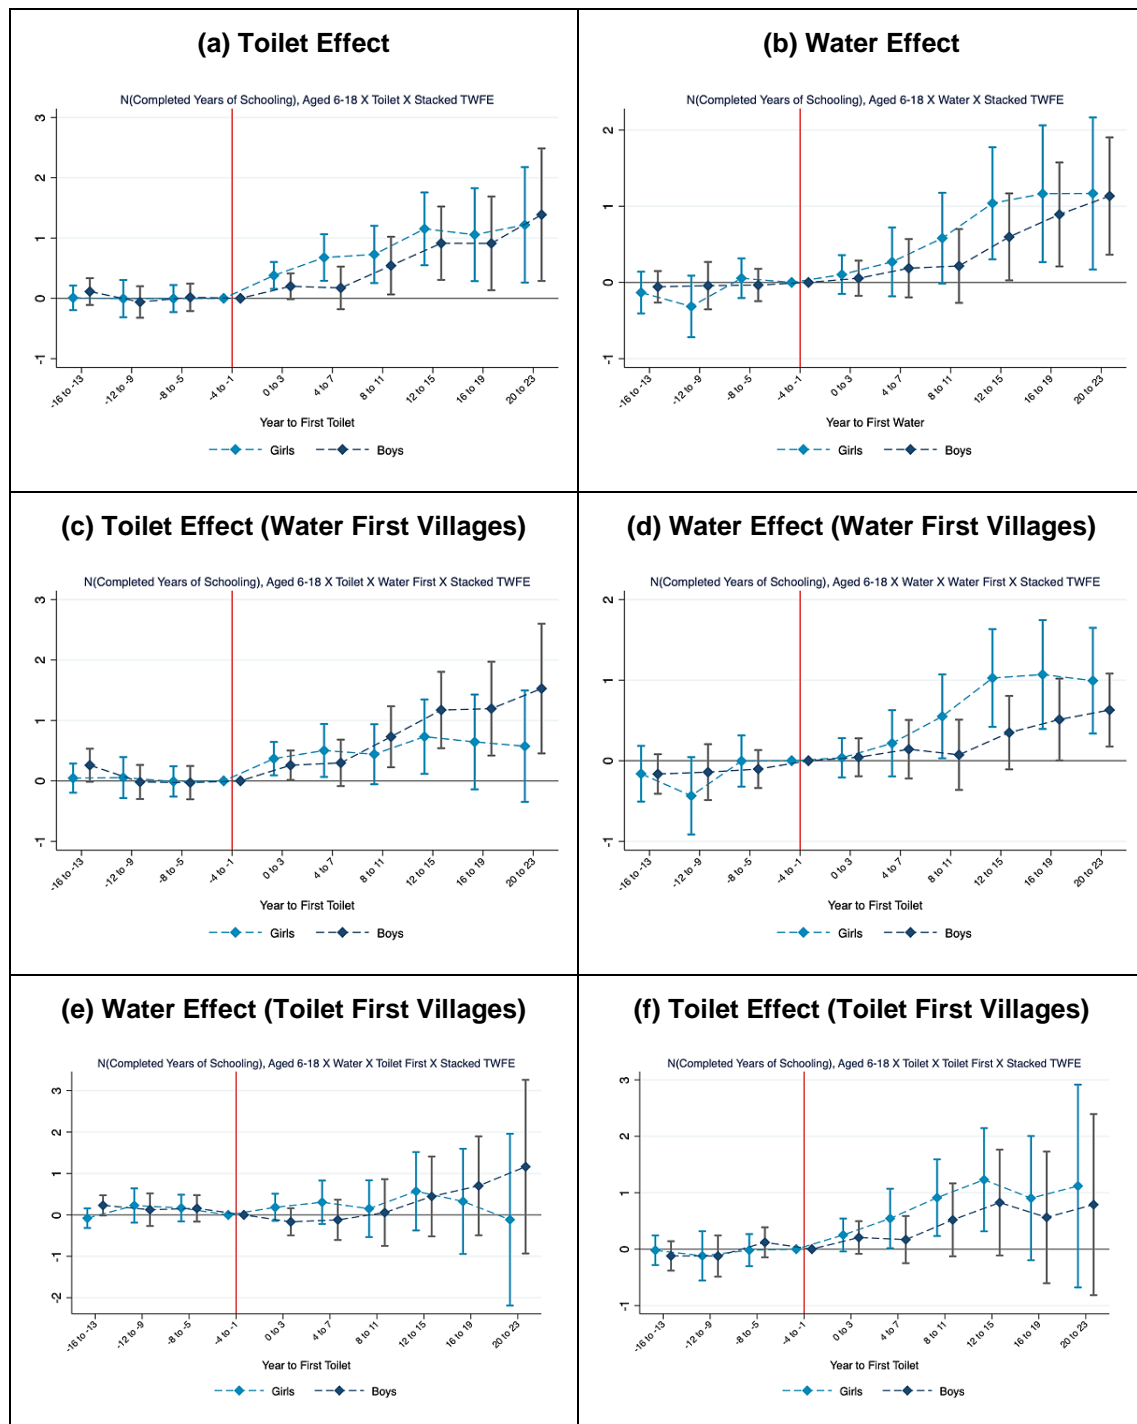 (a) Toilet Effect
N(Completed Years of Schooling), Aged 6-18 X Toilet X Stacked TWFE
3
2
1
0
-1
-16 to -13
-12 to -9
-8 to -5
-4 to -1
0 to 3
4 to 7
8 to 11
12 to 15
16 to 19
20 to 23
Year to First Toilet
Girls Boys
(b) Water Effect
N(Completed Years of Schooling), Aged 6-18 X Water X Stacked TWFE
2
1
0
-1
-16 to -13
-12 to -9
-8 to -5
-4 to -1
0 to 3
4 to 7
8 to 11
12 to 15
16 to 19
20 to 23
Year to First Water
Girls Boys
(c) Toilet Effect (Water First Villages)
N(Completed Years of Schooling), Aged 6-18 X Toilet X Water First X Stacked TWFE
3
2
1
0
-1
-16 to -13
-12 to -9
-8 to -5
-4 to -1
0 to 3
4 to 7
8 to 11
12 to 15
16 to 19
20 to 23
Year to First Toilet
Girls Boys
(d) Water Effect (Water First Villages)
N(Completed Years of Schooling), Aged 6-18 X Water X Water First X Stacked TWFE
2
1
0
-1
-16 to -13
-12 to -9
-8 to -5
-4 to -1
0 to 3
4 to 7
8 to 11
12 to 15
16 to 19
20 to 23
Year to First Toilet
Girls Boys
(e) Water Effect (Toilet First Villages)
N(Completed Years of Schooling), Aged 6-18 X Water X Toilet First X Stacked TWFE
3
2
1
0
-1
-2
-16 to -13
-12 to -9
-8 to -5
-4 to -1
0 to 3
4 to 7
8 to 11
12 to 15
16 to 19
20 to 23
Year to First Toilet
Girls Boys
(f) Toilet Effect (Toilet First Villages)
N(Completed Years of Schooling), Aged 6-18 X Toilet X Toilet First X Stacked TWFE
3
2
1
0
-1
-16 to -13
-12 to -9
-8 to -5
-4 to -1
0 to 3
4 to 7
8 to 11
12 to 15
16 to 19
20 to 23
Year to First Toilet
Girls Boys